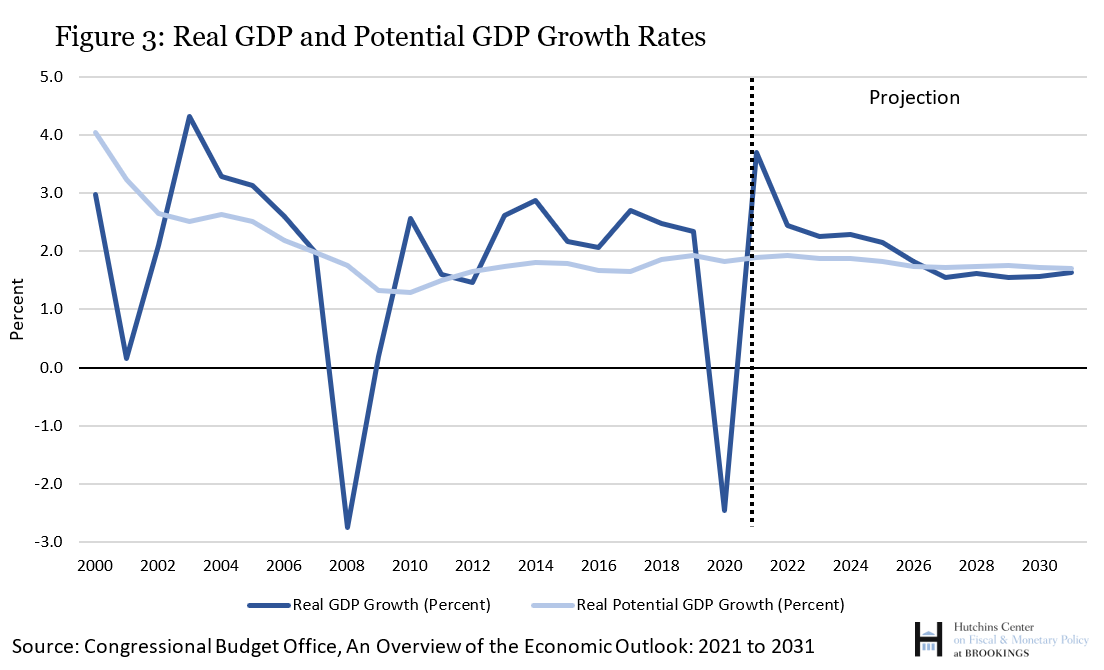 Figure 3: Real GDP and Potential GDP Growth Rates
5.0
Projection
4.0
3.0
2.0
1.0
0.0
-1.0
-2.0
-3.0
Percent
2000 2002 2004 2006 2008 2010 2012 2014 2016 2018 2020 2022 2024 2026 2028 2030
Real GDP Growth (Percent) Real Potential GDP Growth (Percent)
Source: Congressional Budget Office, An Overview of the Economic Outlook: 2021 to 2031
Hutchins Center
on Fiscal & Monetary Policy
at BROOKINGS